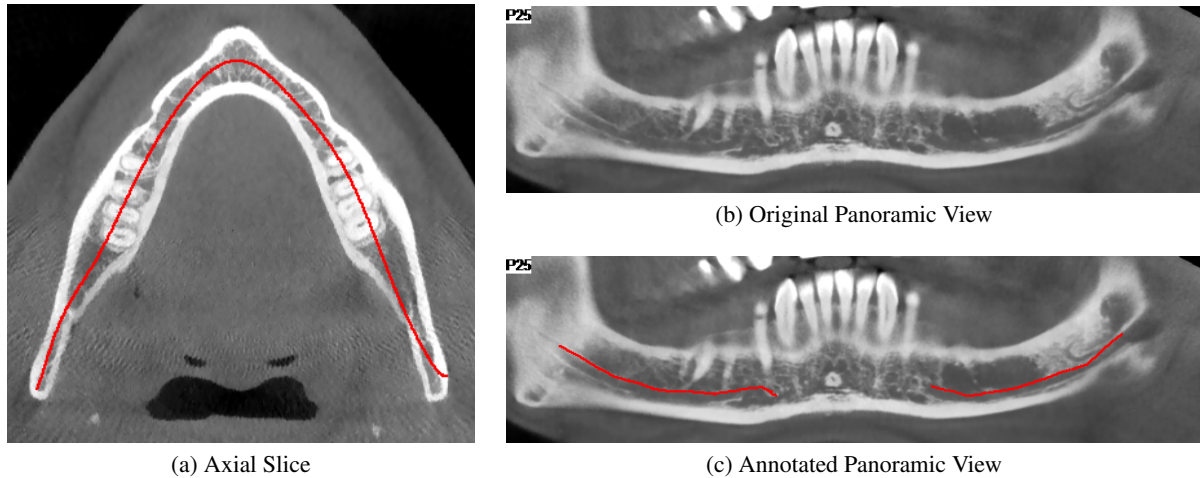 P25
(b) Original Panoramic View
P25
(a) Axial Slice
(c) Annotated Panoramic View